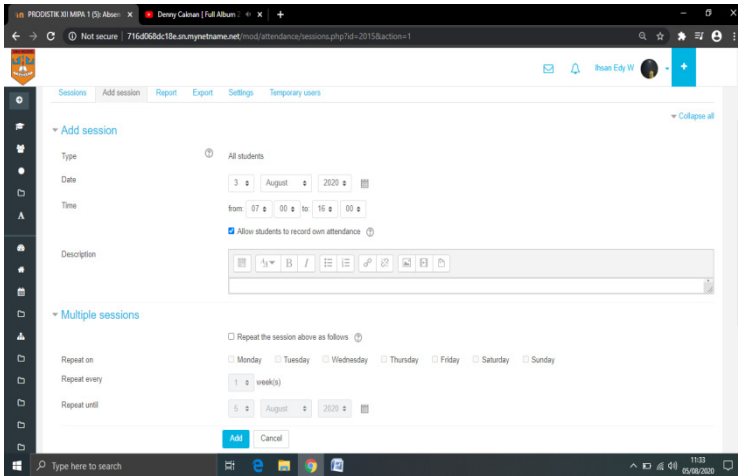 PRODISTIK XII MIPA 1 (5): Absen
Denny Caknan [ Full Album
Not secure 716d068dc18e.sn.mynetname.net/mod/attendance/sessions.php?id=2015&action=1
Ihsan Edy W
Sessions Add session Report Export Settings Temporary users
Collapse all
Add session
Type All students
Date 3 August 2020
Time from: 07 00 to: 16 00
Allow students to record own attendance
Description
Multiple sessions
Repeat the session above as follows
Repeat on Monday Tuesday Wednesday Thursday Friday Saturday Sunday
Repeat every 1 week(s)
Repeat until 5 August 2020
Add Cancel
Type here to search
11:33
05/08/2020